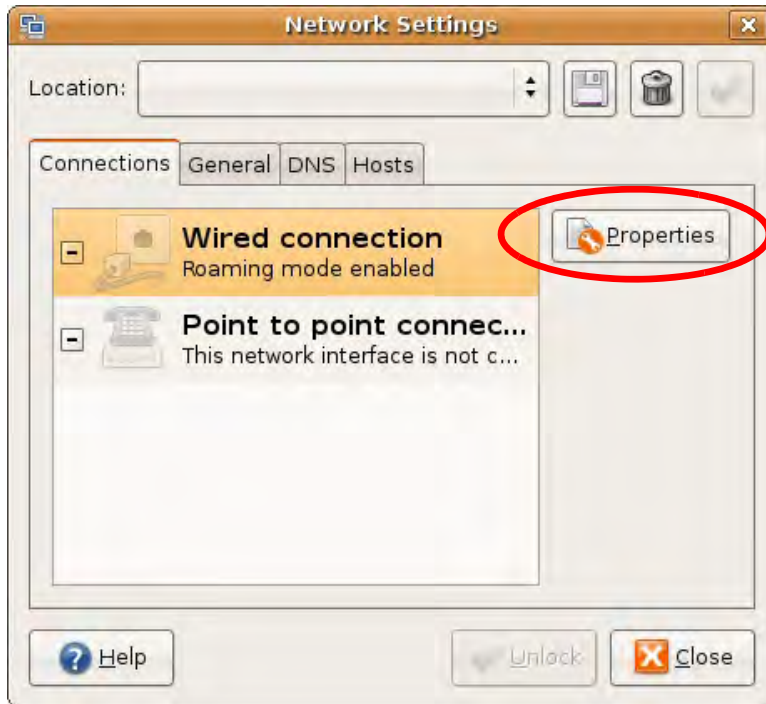 Network Settings
Location:
Connections General DNS Hosts
Wired connection
Roaming mode enabled
Properties
Point to point connec...
This network interface is not c...
Help Unlock Close